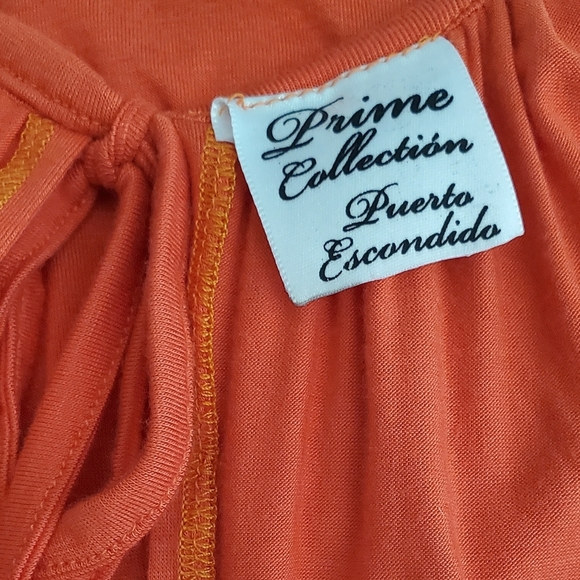 Prime
Collectión
Puerto
Escondido